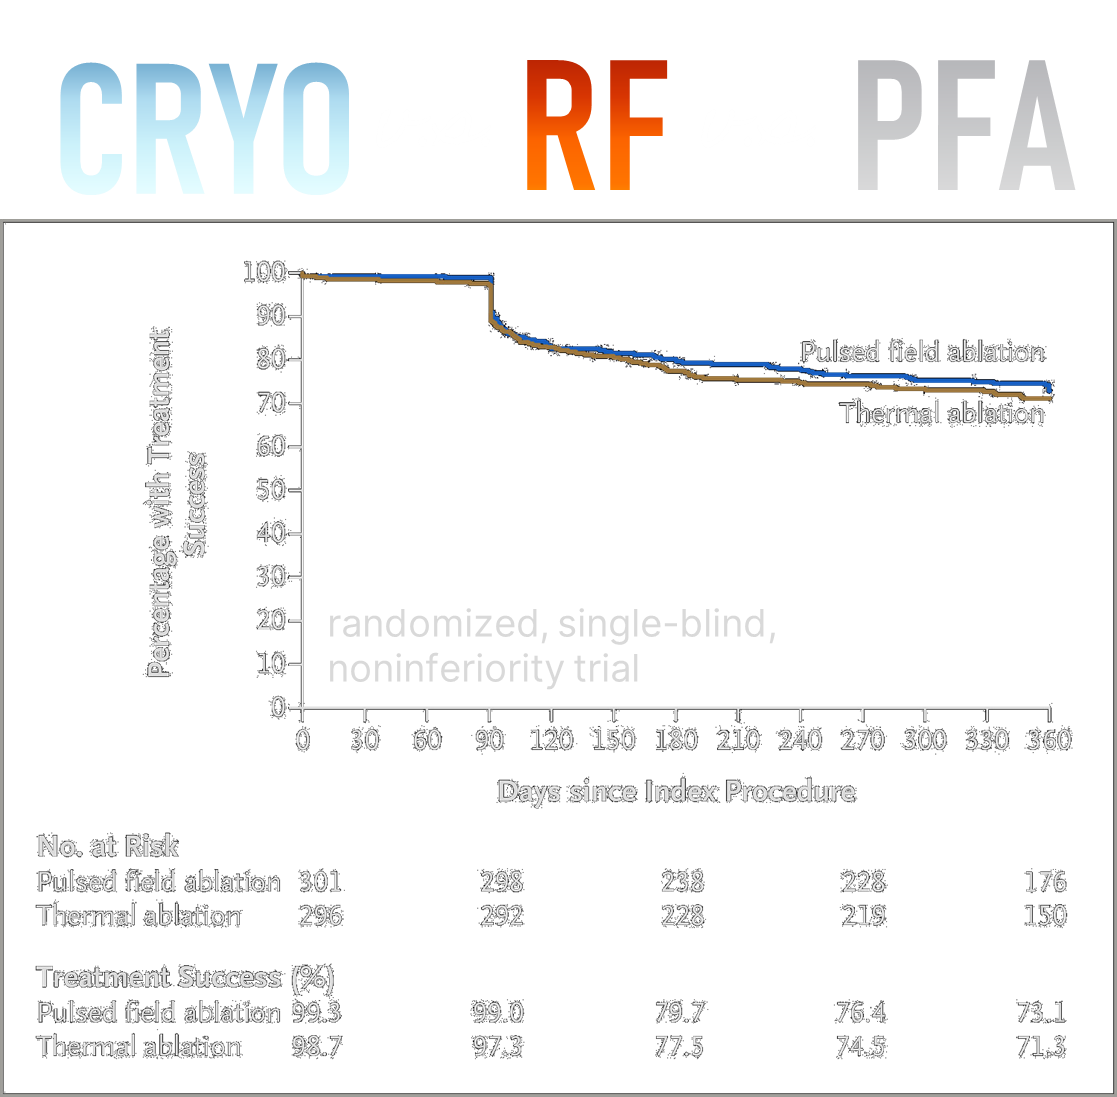 CRYO RF PFA
100
90
80
70
60
50
40
30
20
10
0
Percentage with Treatment
Success
Pulsed field ablation
Thermal ablation
randomized, single-blind,
noninferiority trial
0 30 60 90 120 150 180 210 240 270 300 330 360
Days since Index Procedure
No. at Risk
Pulsed field ablation 301 298 238 228 176
Thermal ablation 296 292 228 219 150
Treatment Success (%)
Pulsed field ablation 99.3 99.0 79.7 76.4 73.1
Thermal ablation 98.7 97.3 77.5 74.5 71.3